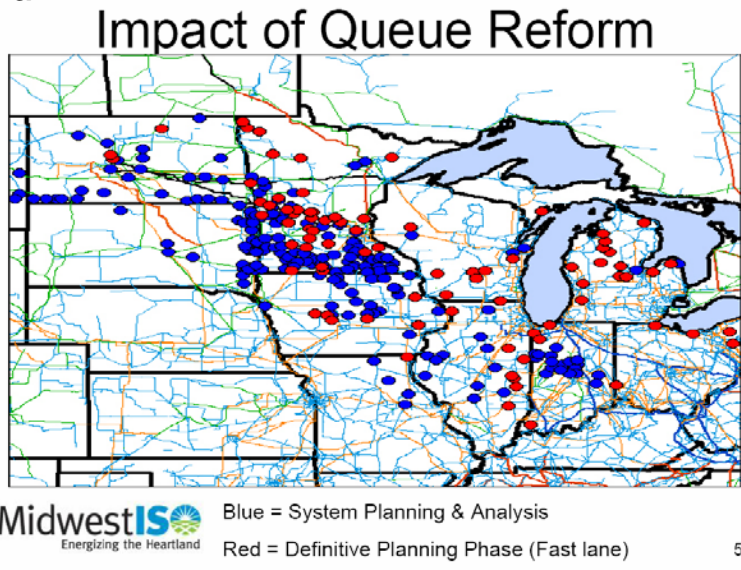 Impact of Queue Reform
MidwestISO
Energizing the Heartland
Blue = System Planning & Analysis
Red = Definitive Planning Phase (Fast lane)
5